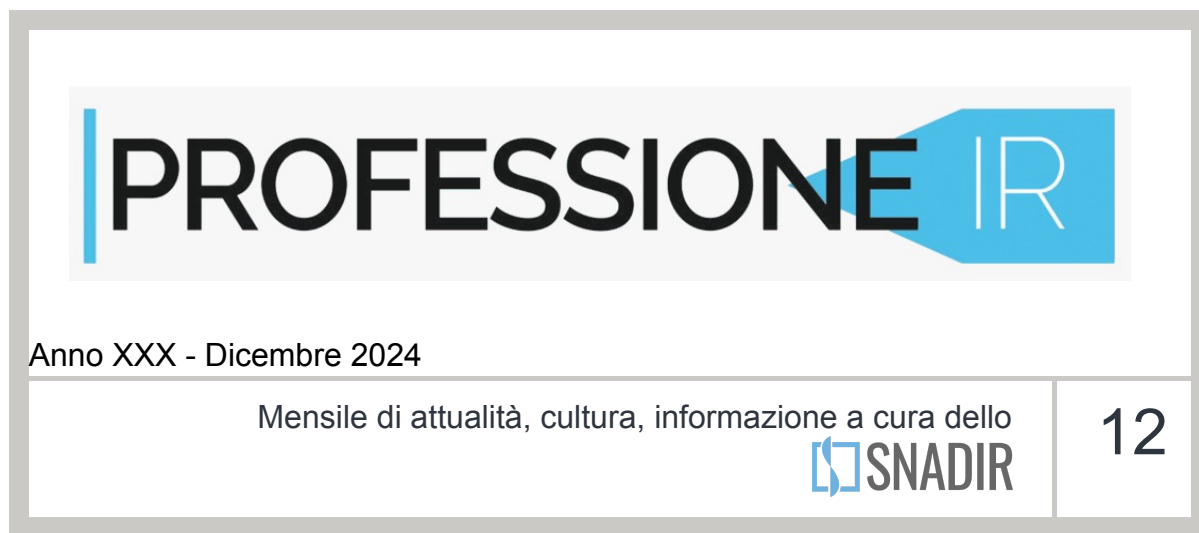 PROFESSIONE IR
Anno XXX - Dicembre 2024
Mensile di attualità, cultura, informazione a cura dello
SNADIR
12